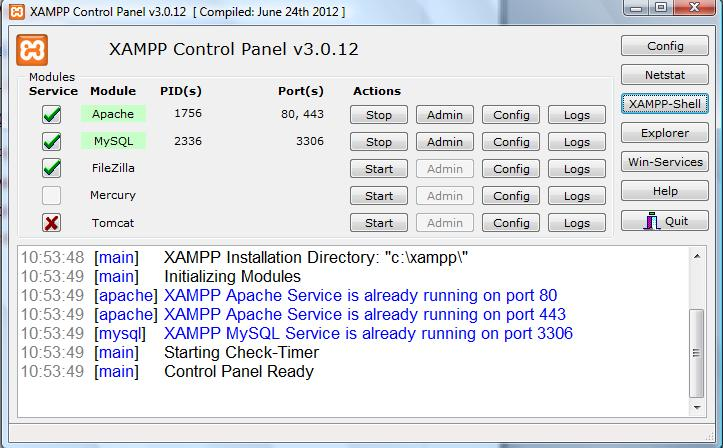 XAMPP Control Panel v3.0.12 [ Compiled: June 24th 2012 ]
XAMPP Control Panel v3.0.12
Config
Modules
Netstat
Service Module PID(s) Port(s) Actions
XAMPP-Shell
Apache 1756 80, 443 Stop Admin Config Logs
Explorer
MySQL 2336 3306 Stop Admin Config Logs
Win-Services
FileZilla Start Admin Config Logs
Help
Mercury Start Admin Config Logs
Quit
Tomcat Start Admin Config Logs
10:53:48 [main] XAMPP Installation Directory: "c:\xampp\"
10:53:49 [main] Initializing Modules
10:53:49 [apache] XAMPP Apache Service is already running on port 80
10:53:49 [apache] XAMPP Apache Service is already running on port 443
10:53:49 [mysql] XAMPP MySQL Service is already running on port 3306
10:53:49 [main] Starting Check-Timer
10:53:49 [main] Control Panel Ready